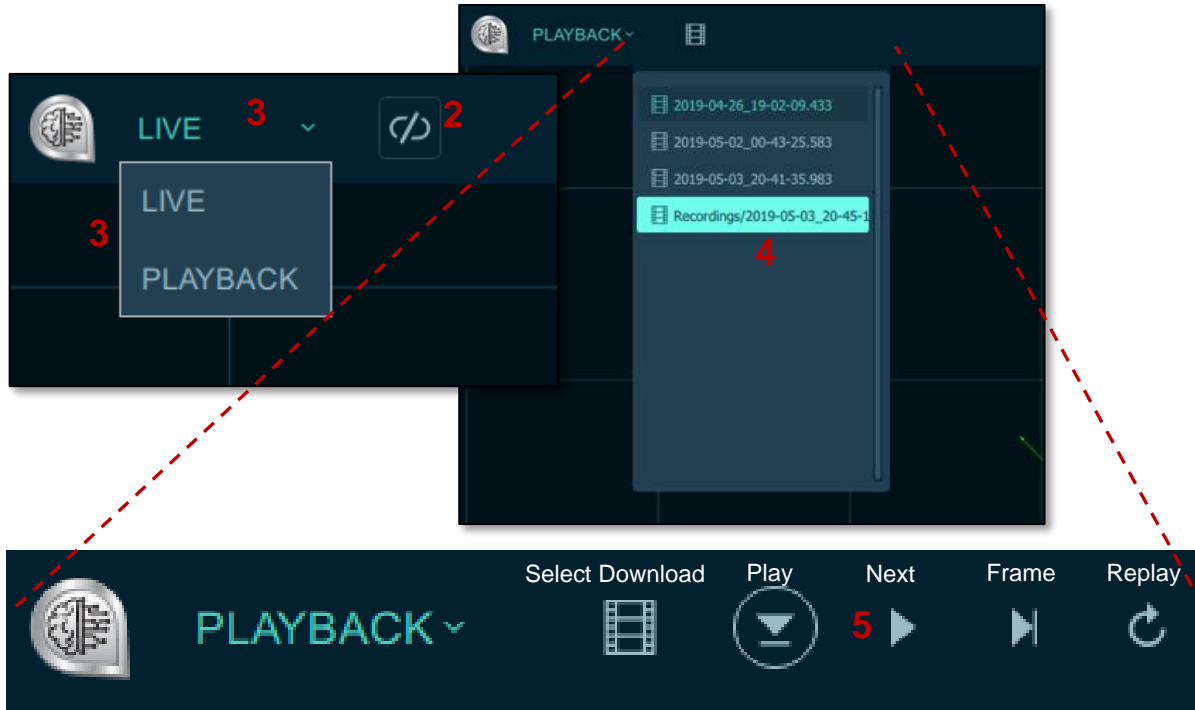 PLAYBACK
LIVE
3
2
LIVE
3
PLAYBACK
2019-04-26_19-02-09.433
2019-05-02_00-43-25.583
2019-05-03_20-41-35.983
Recordings/2019-05-03_20-45-1
4
Select Download Play Next Frame Replay
PLAYBACK
5